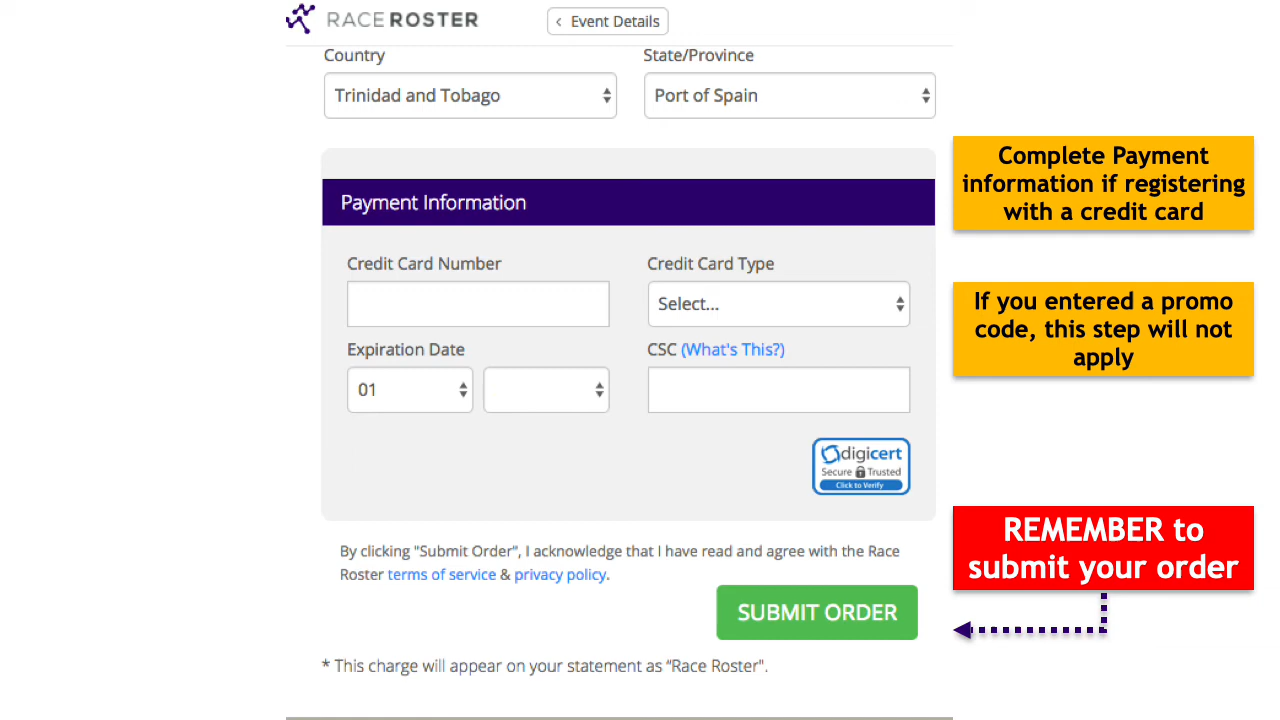 RACE ROSTER
< Event Details
Country
State/Province
Trinidad and Tobago
Port of Spain
Complete Payment
information if registering
with a credit card
Payment Information
Credit Card Number
Credit Card Type
Select...
If you entered a promo
code, this step will not
apply
Expiration Date
CSC (What's This?)
01
digicert
Secure Trusted
Click to Verify
REMEMBER to
submit your order
By clicking "Submit Order", I acknowledge that I have read and agree with the Race
Roster terms of service & privacy policy.
SUBMIT ORDER
* This charge will appear on your statement as “Race Roster".